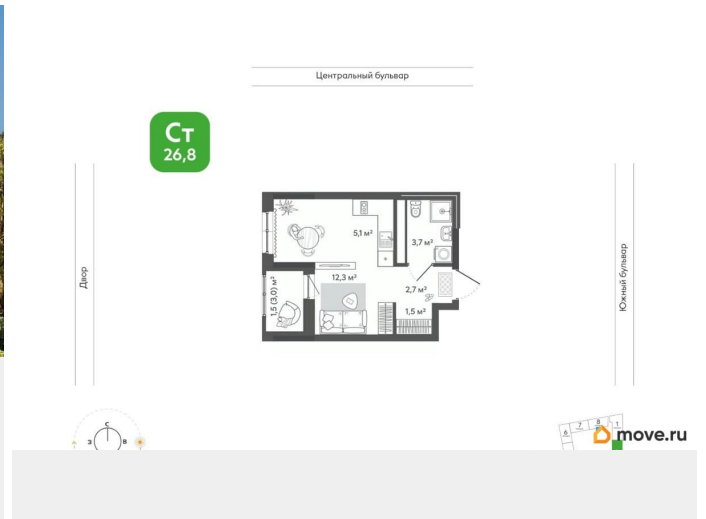 Центральный бульвар
Ст
26,8
Двор
Южный бульвар
5,1 м²
3,7 м²
12,3 м²
2,7 м²
1,5 (3,0) м²
1,5 м²
С
З
В
6
7
8
1
move.ru